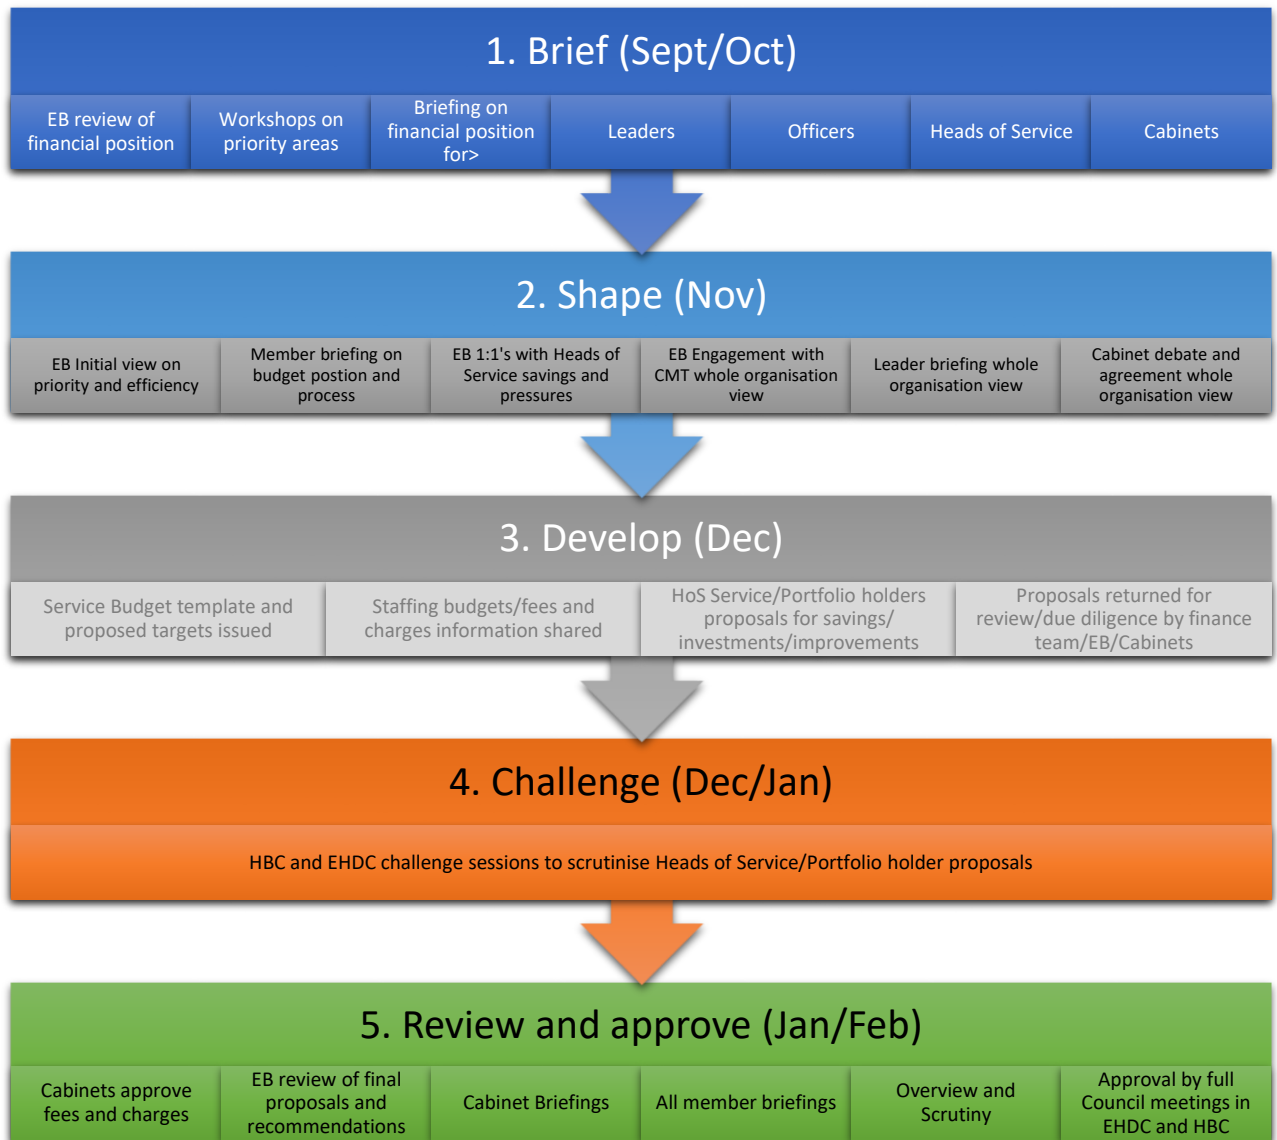 1. Brief (Sept/Oct)
EB review of
financial position
Workshops on
priority areas
Briefing on
financial position
for>
Leaders
Officers
Heads of Service
Cabinets
2. Shape (Nov)
EB Initial view on
priority and efficiency
Member briefing on
budget postion and
process
EB 1:1's with Heads of
Service savings and
pressures
EB Engagement with
CMT whole organisation
view
Leader briefing whole
organisation view
Cabinet debate and
agreement whole
organisation view
3. Develop (Dec)
Service Budget template and
proposed targets issued
Staffing budgets/fees and
charges information shared
HoS Service/Portfolio holders
proposals for savings/
investments/improvements
Proposals returned for
review/due diligence by finance
team/EB/Cabinets
4. Challenge (Dec/Jan)
HBC and EHDC challenge sessions to scrutinise Heads of Service/Portfolio holder proposals
5. Review and approve (Jan/Feb)
Cabinets approve
fees and charges
EB review of final
proposals and
recommendations
Cabinet Briefings
All member briefings
Overview and
Scrutiny
Approval by full
Council meetings in
EHDC and HBC